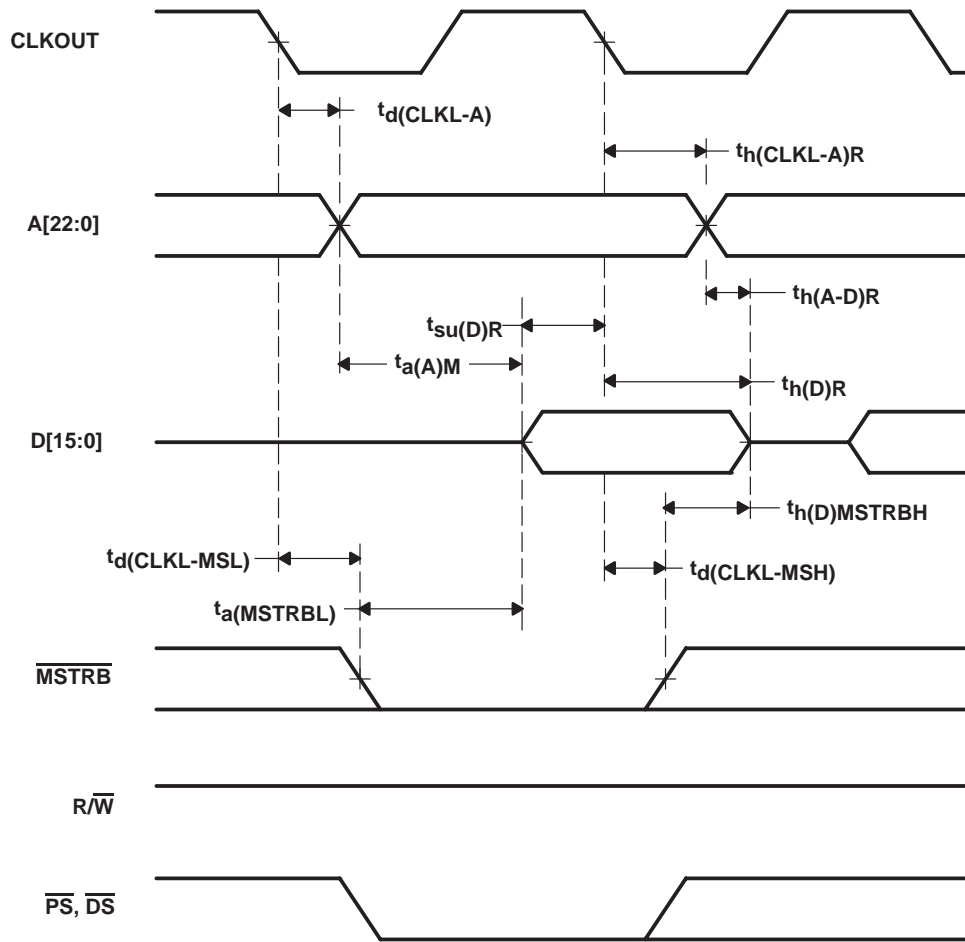 CLKOUT
td(CLKL-A)
th(CLKL-A)R
A[22:0]
th(A-D)R
tsu(D)R
ta(A)M
th(D)R
D[15:0]
th(D)MSTRBH
td(CLKL-MSL)
td(CLKL-MSH)
ta(MSTRBL)
MSTRB
R/W
PS, DS